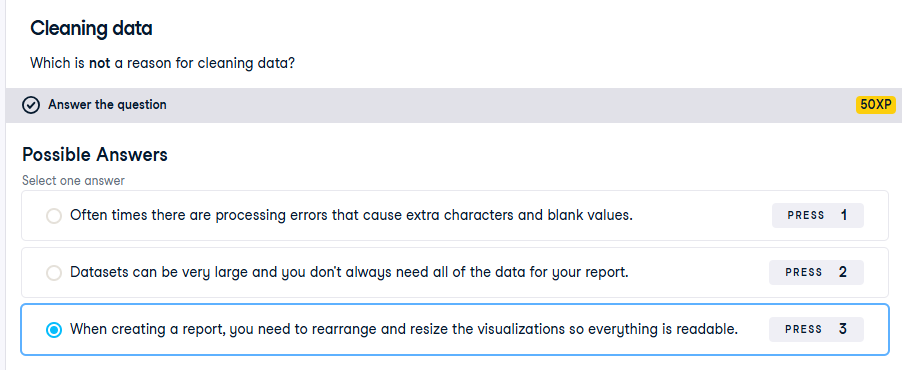 Cleaning data
Which is not a reason for cleaning data?
Answer the question
50XP
Possible Answers
Select one answer
Often times there are processing errors that cause extra characters and blank values.
PRESS 1
Datasets can be very large and you don't always need all of the data for your report.
PRESS 2
When creating a report, you need to rearrange and resize the visualizations so everything is readable.
PRESS 3